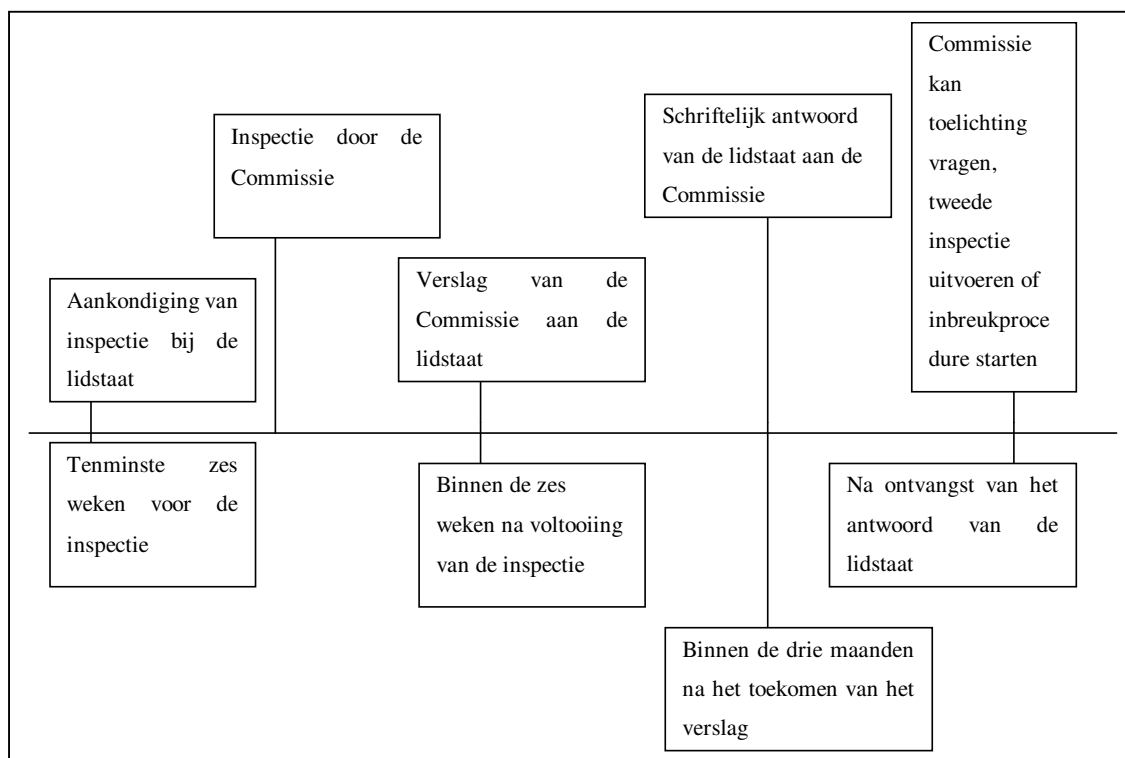 Aankondiging van
inspectie bij de
lidstaat
Tenminste zes
weken voor de
inspectie
Inspectie door de
Commissie
Verslag van de
Commissie aan de
lidstaat
Binnen de zes
weken na voltooiing
van de inspectie
Schriftelijk antwoord
van de lidstaat aan de
Commissie
Binnen de drie maanden
na het toekomen van het
verslag
Commissie
kan
toelichting
vragen,
tweede
inspectie
uitvoeren of
inbreukproce
dure starten
Na ontvangst van het
antwoord van de
lidstaat